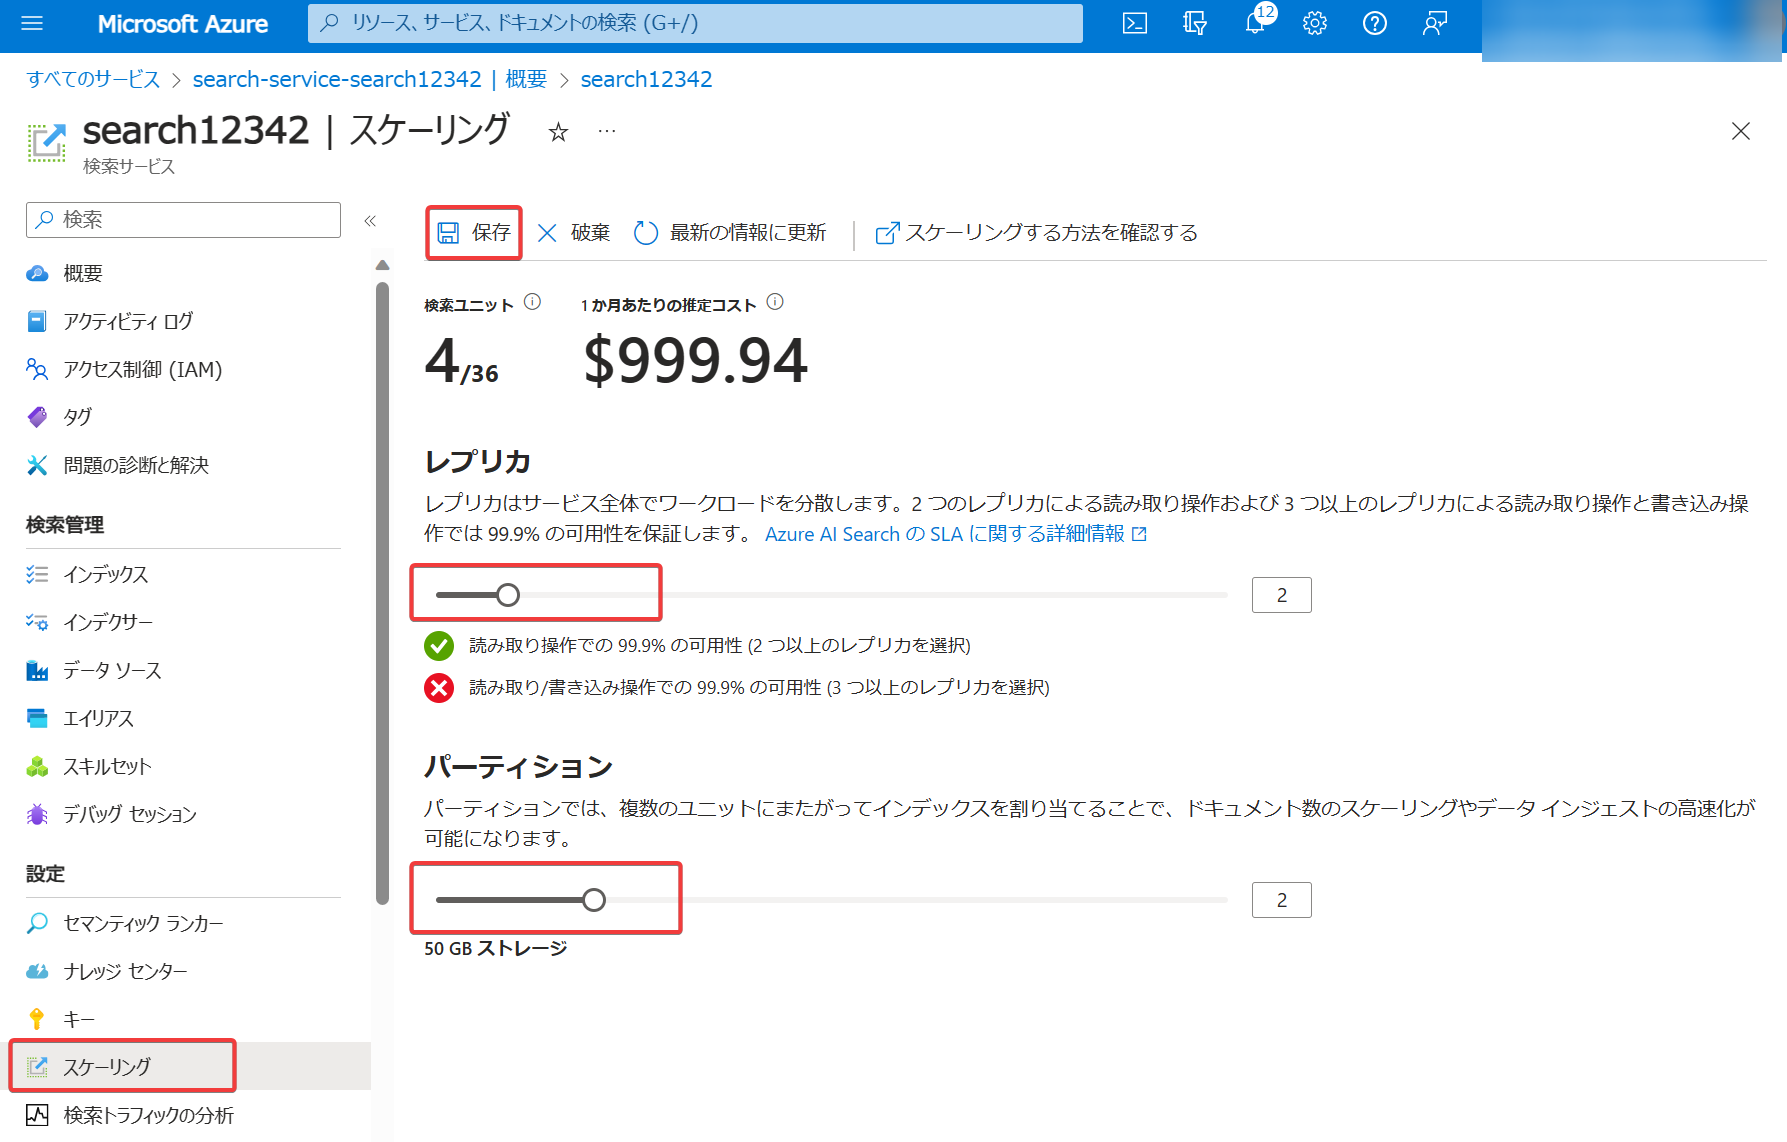 Microsoft Azure
リソース、サービス、ドキュメントの検索 (G+/)
12
すべてのサービス > search-service-search12342 | 概要 > search12342
search12342 | スケーリング ☆ …
検索サービス
検索 «
概要
アクティビティ ログ
アクセス制御 (IAM)
タグ
問題の診断と解決
検索管理
インデックス
インデクサー
データ ソース
エイリアス
スキルセット
デバッグ セッション
設定
セマンティック ランカー
ナレッジ センター
キー
スケーリング
検索トラフィックの分析
保存 破棄 最新の情報に更新 スケーリングする方法を確認する
検索ユニット 1 か月あたりの推定コスト
4/36 $999.94
レプリカ
レプリカはサービス全体でワークロードを分散します。2 つのレプリカによる読み取り操作および 3 つ以上のレプリカによる読み取り操作と書き込み操
作では 99.9% の可用性を保証します。 Azure AI Search の SLA に関する詳細情報
2
読み取り操作での 99.9% の可用性 (2 つ以上のレプリカを選択)
読み取り/書き込み操作での 99.9% の可用性 (3 つ以上のレプリカを選択)
パーティション
パーティションでは、複数のユニットにまたがってインデックスを割り当てることで、ドキュメント数のスケーリングやデータ インジェストの高速化が
可能になります。
2
50 GB ストレージ